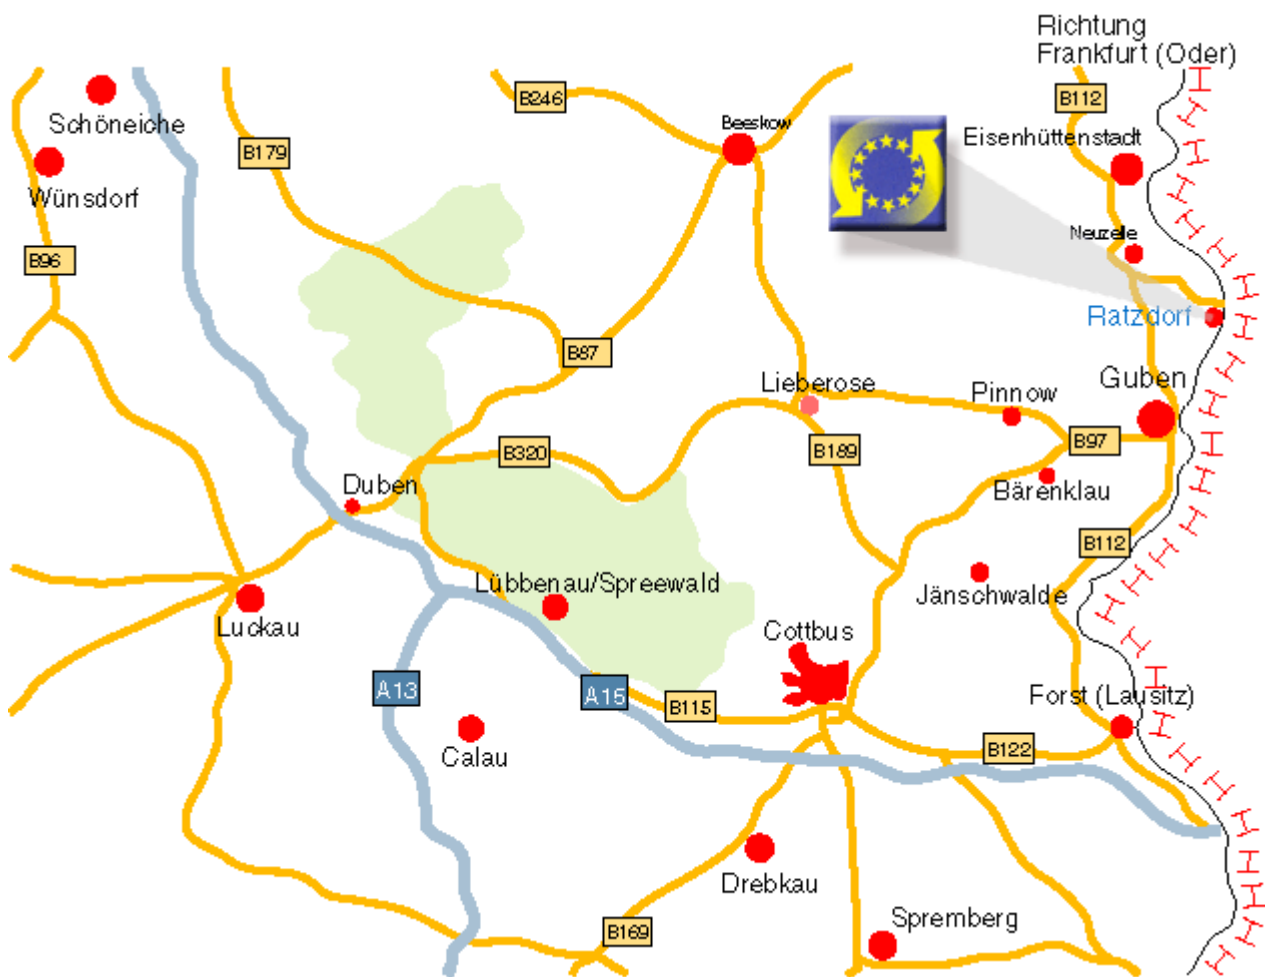 Richtung
Frankfurt (Oder)
B112
B246
Schöneiche
Beeskow
Eisenhüttenstadt
B179
Wünsdorf
Neuzelle
B96
Ratzdorf
B87
Lieberose
Pinnow
Guben
B97
B320
B189
Duben
Bärenklau
B112
Lübbenau/Spreewald
Jänschwalde
Luckau
Cottbus
A13
A15
B115
Forst (Lausitz)
Calau
B122
Drebkau
Spremberg
B169